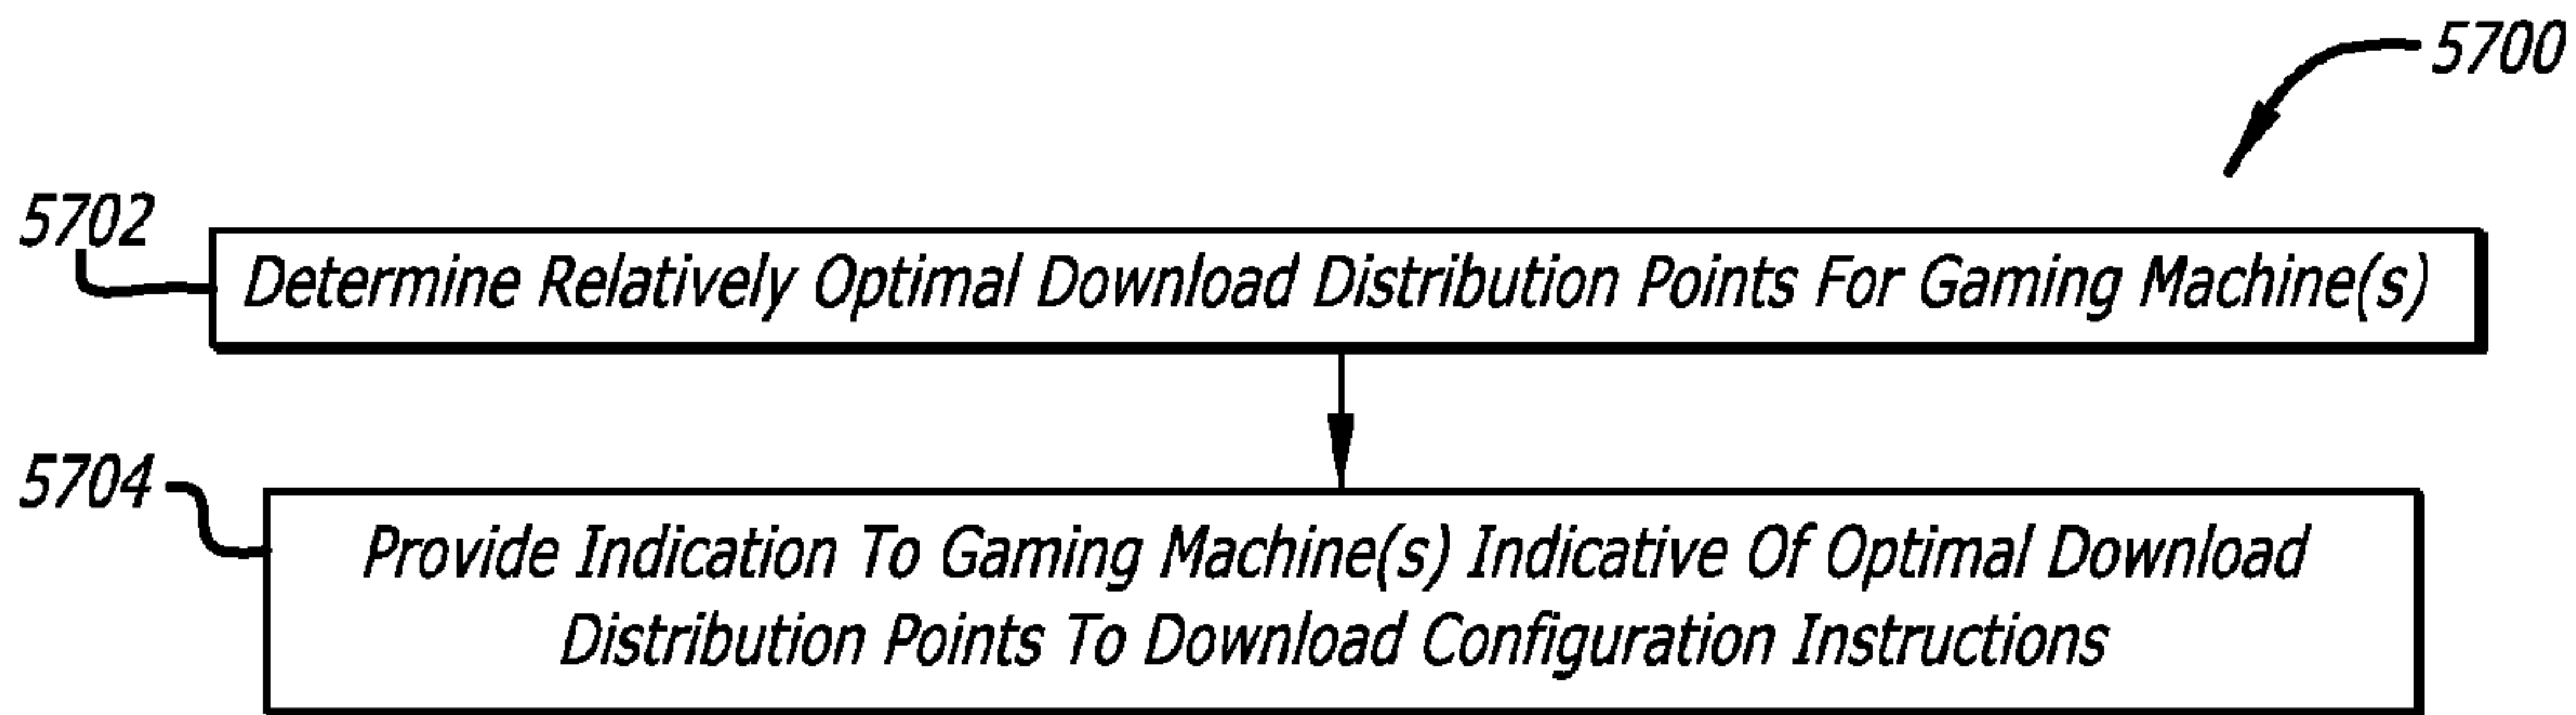 5700
5702
Determine Relatively Optimal Download Distribution Points For Gaming Machine(s)
5704
Provide Indication To Gaming Machine(s) Indicative Of Optimal Download
Distribution Points To Download Configuration Instructions